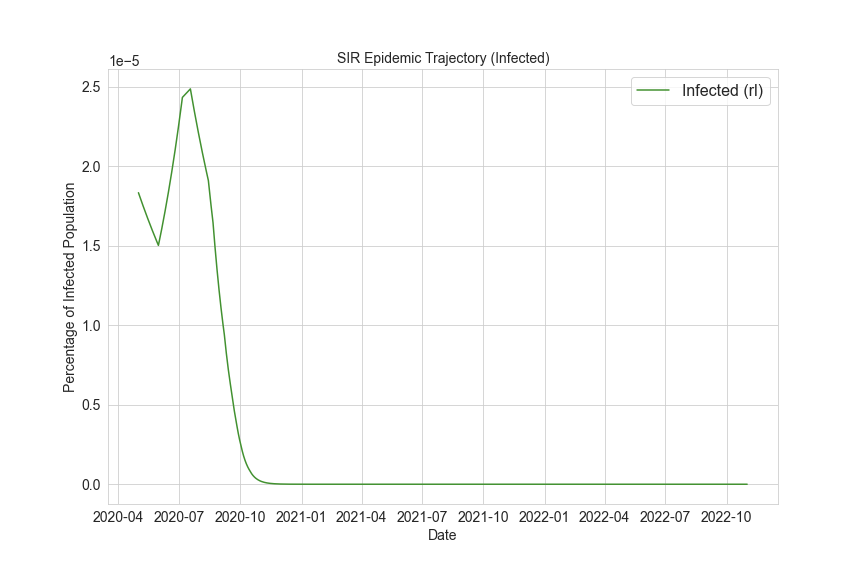 SIR Epidemic Trajectory (Infected)
1e−5
Infected (rI)
2.5
2.0
1.5
1.0
0.5
0.0
Percentage of Infected Population
2020-04 2020-07 2020-10 2021-01 2021-04 2021-07 2021-10 2022-01 2022-04 2022-07 2022-10
Date